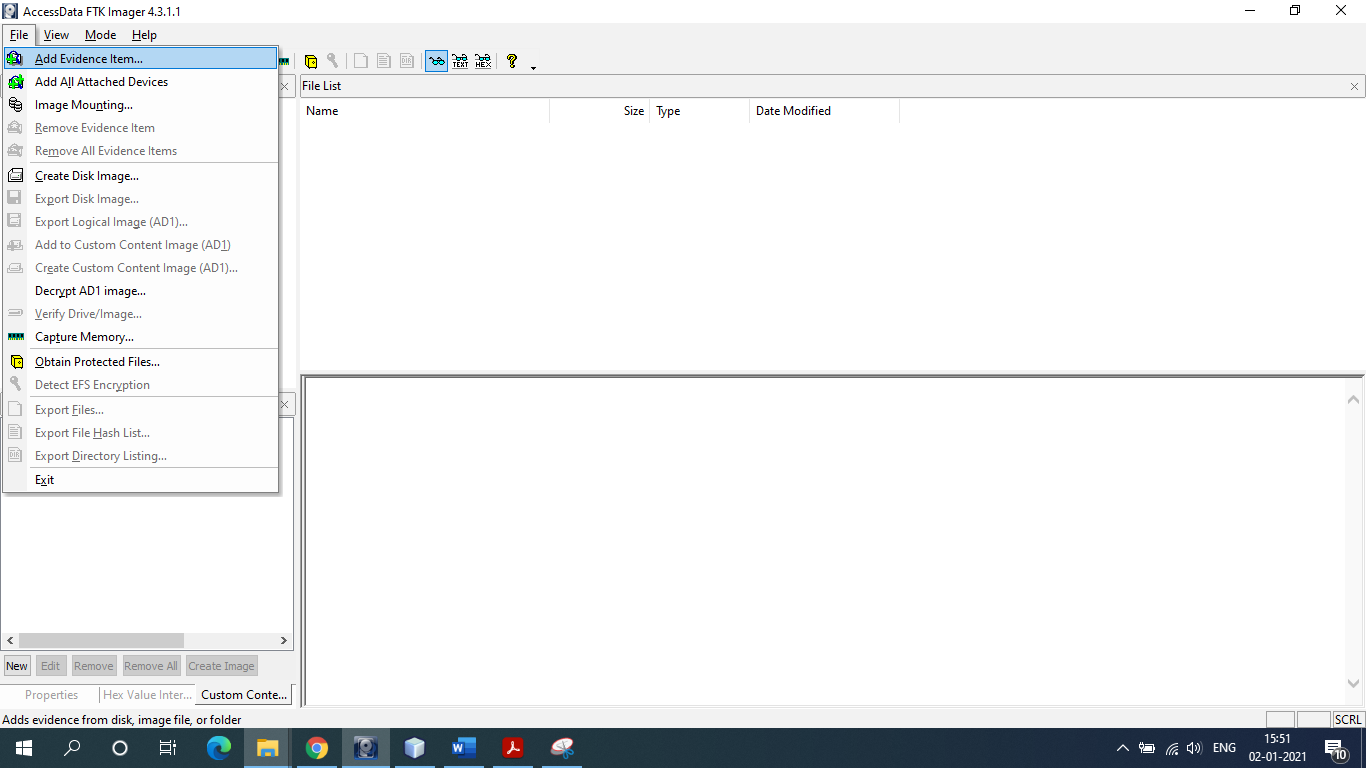 AccessData FTK Imager 4.3.1.1
File View Mode Help
Add Evidence Item...
Add All Attached Devices
Image Mounting...
Remove Evidence Item
Remove All Evidence Items
Create Disk Image...
Export Disk Image...
Export Logical Image (AD1)...
Add to Custom Content Image (AD1)
Create Custom Content Image (AD1)...
Decrypt AD1 image...
Verify Drive/Image...
Capture Memory...
Obtain Protected Files...
Detect EFS Encryption
Export Files...
Export File Hash List...
Export Directory Listing...
Exit
TEXT HEX
File List
Name Size Type Date Modified
New Edit Remove Remove All Create Image
Properties Hex Value Inter... Custom Conte...
Adds evidence from disk, image file, or folder
SCRL
ENG
15:51
02-01-2021
10